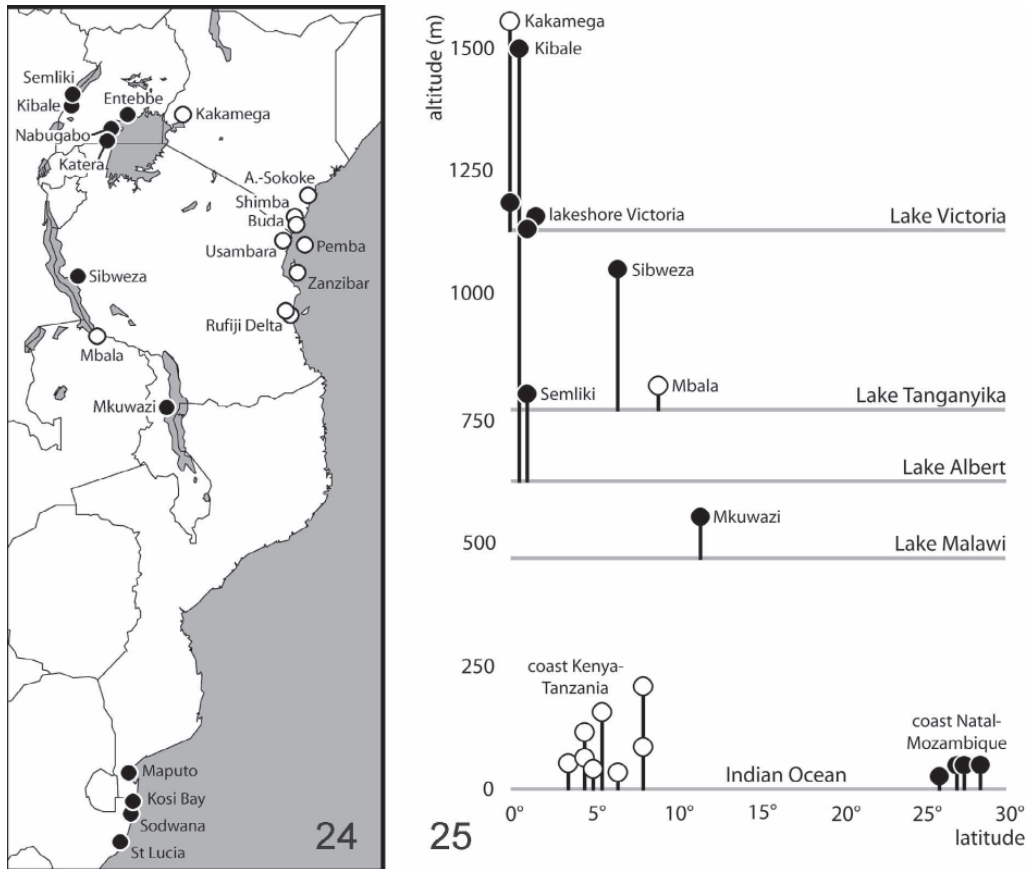 Semliki
Kibale
Entebbe
Kakamega
Nabugabo
Katera
A.-Sokoke
Shimba
Buda
Usambara
Pemba
Zanzibar
Sibweza
Rufiji Delta
Mbala
Mkuwazi
Maputo
Kosi Bay
Sodwana
St Lucia
24
altitude (m)
1500
1250
1000
750
500
250
0
Kakamega
Kibale
lakeshore Victoria
Lake Victoria
Sibweza
Semliki
Mbala
Lake Tanganyika
Lake Albert
Mkuwazi
Lake Malawi
coast Kenya-
Tanzania
coast Natal-
Mozambique
Indian Ocean
0° 5° 10° 15° 20° 25° 30°
latitude
25